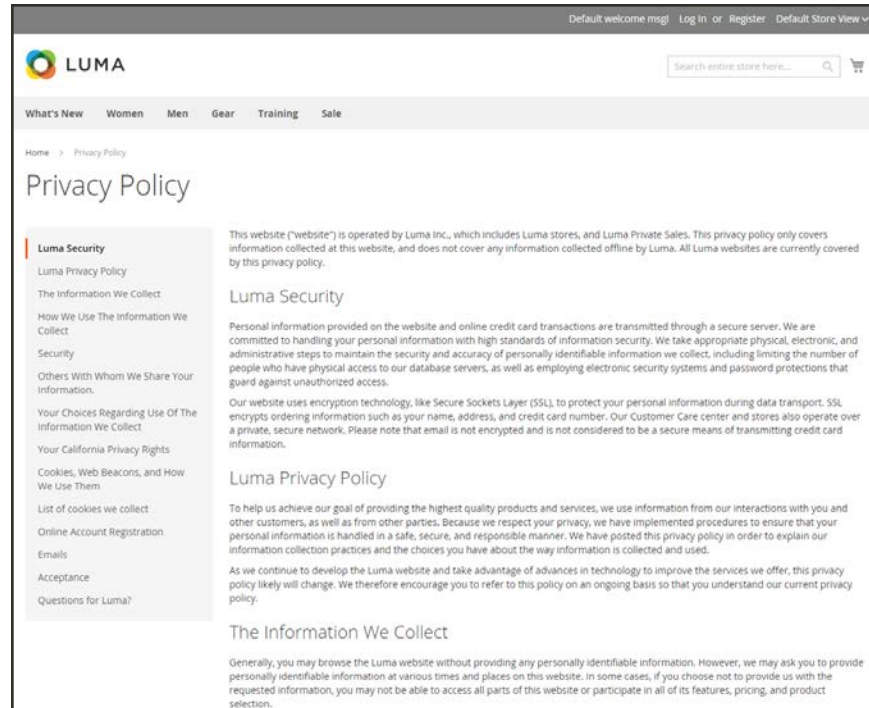 Default welcome msg! Log In or Register Default Store View
LUMA
Search entire store here...
What's New Women Men Gear Training Sale
Home > Privacy Policy
Privacy Policy
Luma Security
Luma Privacy Policy
The Information We Collect
How We Use The Information We
Collect
Security
Others With Whom We Share Your
Information.
Your Choices Regarding Use Of The
Information We Collect
Your California Privacy Rights
Cookies, Web Beacons, and How
We Use Them
List of cookies we collect
Online Account Registration
Emails
Acceptance
Questions for Luma?
This website ("website") is operated by Luma Inc., which includes Luma stores, and Luma Private Sales. This privacy policy only covers
information collected at this website, and does not cover any information collected offline by Luma. All Luma websites are currently covered
by this privacy policy.
Luma Security
Personal information provided on the website and online credit card transactions are transmitted through a secure server. We are
committed to handling your personal information with high standards of information security. We take appropriate physical, electronic, and
administrative steps to maintain the security and accuracy of personally identifiable information we collect, including limiting the number of
people who have physical access to our database servers, as well as employing electronic security systems and password protections that
guard against unauthorized access.
Our website uses encryption technology, like Secure Sockets Layer (SSL), to protect your personal information during data transport. SSL
encrypts ordering information such as your name, address, and credit card number. Our Customer Care center and stores also operate over
a private, secure network. Please note that email is not encrypted and is not considered to be a secure means of transmitting credit card
information.
Luma Privacy Policy
To help us achieve our goal of providing the highest quality products and services, we use information from our interactions with you and
other customers, as well as from other parties. Because we respect your privacy, we have implemented procedures to ensure that your
personal information is handled in a safe, secure, and responsible manner. We have posted this privacy policy in order to explain our
information collection practices and the choices you have about the way information is collected and used.
As we continue to develop the Luma website and take advantage of advances in technology to improve the services we offer, this privacy
policy likely will change. We therefore encourage you to refer to this policy on an ongoing basis so that you understand our current privacy
policy.
The Information We Collect
Generally, you may browse the Luma website without providing any personally identifiable information. However, we may ask you to provide
personally identifiable information at various times and places on this website. In some cases, if you choose not to provide us with the
requested information, you may not be able to access all parts of this website or participate in all of its features, pricing, and product
selection.